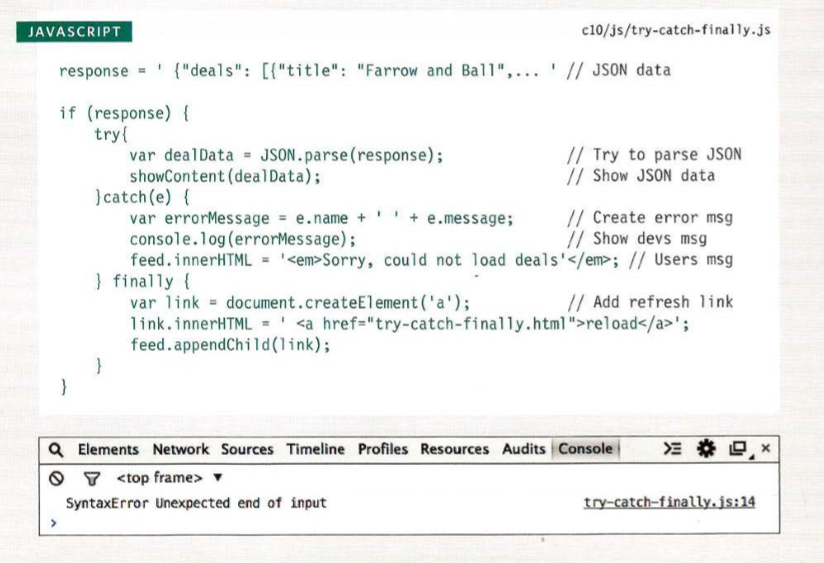 JAVASCRIPT
c10/js/try-catch-finally.js
response = ' {"deals": [{"title": "Farrow and Ball",... ' // JSON data
if (response) {
try{
var dealData = JSON.parse(response); // Try to parse JSON
showContent(dealData); // Show JSON data
}catch(e) {
var errorMessage = e.name + ' ' + e.message; // Create error msg
console.log(errorMessage); // Show devs msg
feed.innerHTML = '<em>Sorry, could not load deals'</em>; // Users msg
} finally {
var link = document.createElement('a'); // Add refresh link
link.innerHTML = ' <a href="try-catch-finally.html">reload</a>';
feed.appendChild(link);
}
}
Elements Network Sources Timeline Profiles Resources Audits Console
<top frame> ▼
SyntaxError Unexpected end of input try-catch-finally.js:14
>